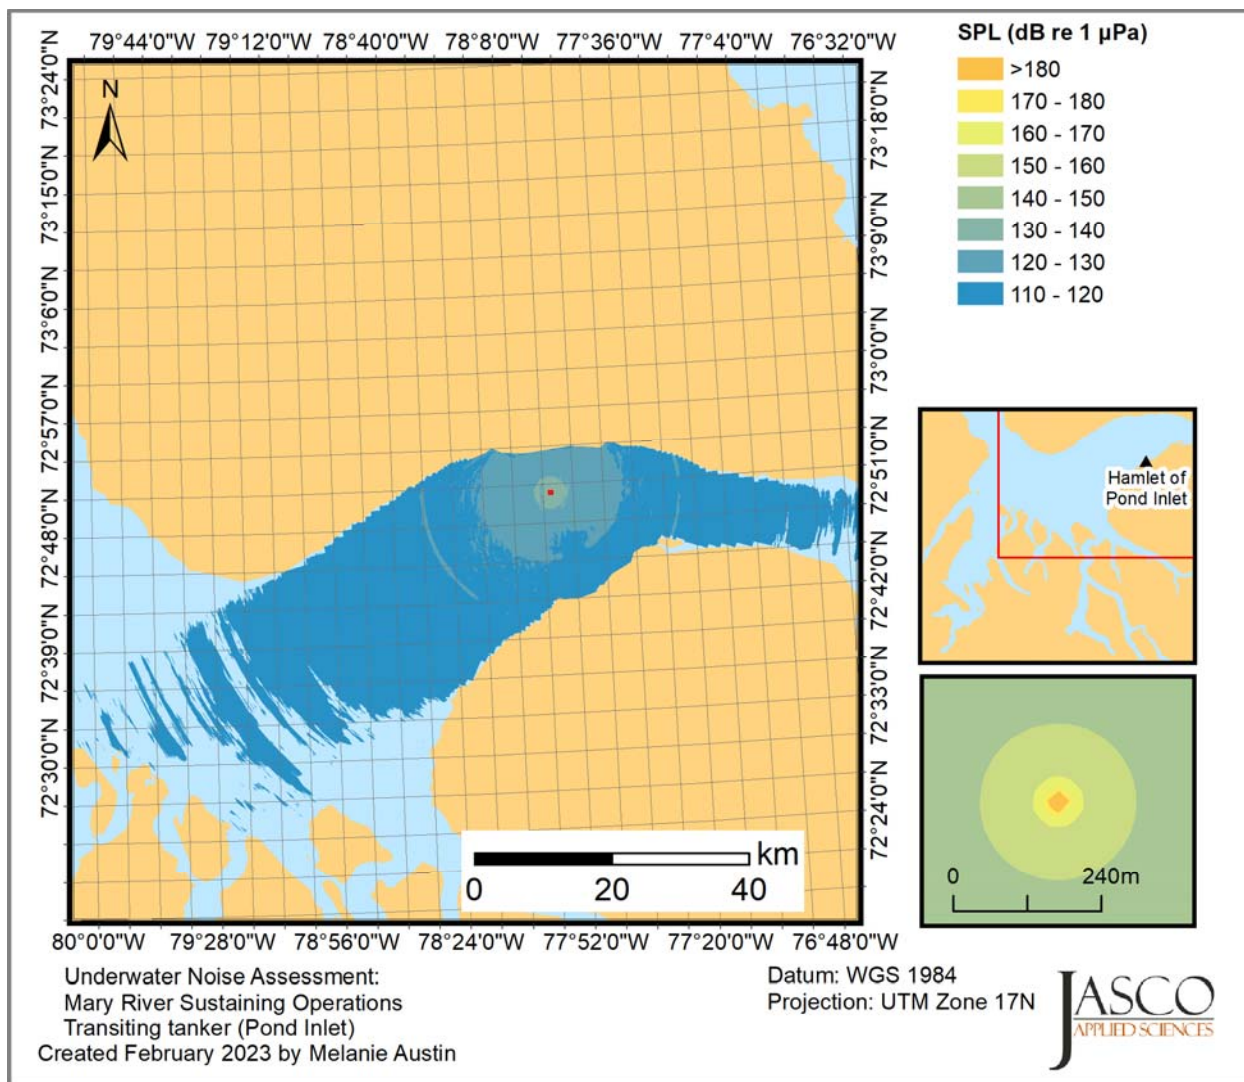 79°44'0"W 79°12'0"W 78°40'0"W 78°8'0"W 77°36'0"W 77°4'0"W 76°32'0"W
73°24'0"N
73°15'0"N
73°6'0"N
72°57'0"N
72°48'0"N
72°39'0"N
72°30'0"N
N
73°18'0"N
73°9'0"N
73°0'0"N
72°51'0"N
72°42'0"N
72°33'0"N
72°24'0"N
km
0 20 40
80°0'0"W 79°28'0"W 78°56'0"W 78°24'0"W 77°52'0"W 77°20'0"W 76°48'0"W
SPL (dB re 1 µPa)
>180
170 - 180
160 - 170
150 - 160
140 - 150
130 - 140
120 - 130
110 - 120
Hamlet of
Pond Inlet
0 240m
Underwater Noise Assessment:
Mary River Sustaining Operations
Transiting tanker (Pond Inlet)
Created February 2023 by Melanie Austin
Datum: WGS 1984
Projection: UTM Zone 17N
JASCO
APPLIED SCIENCES